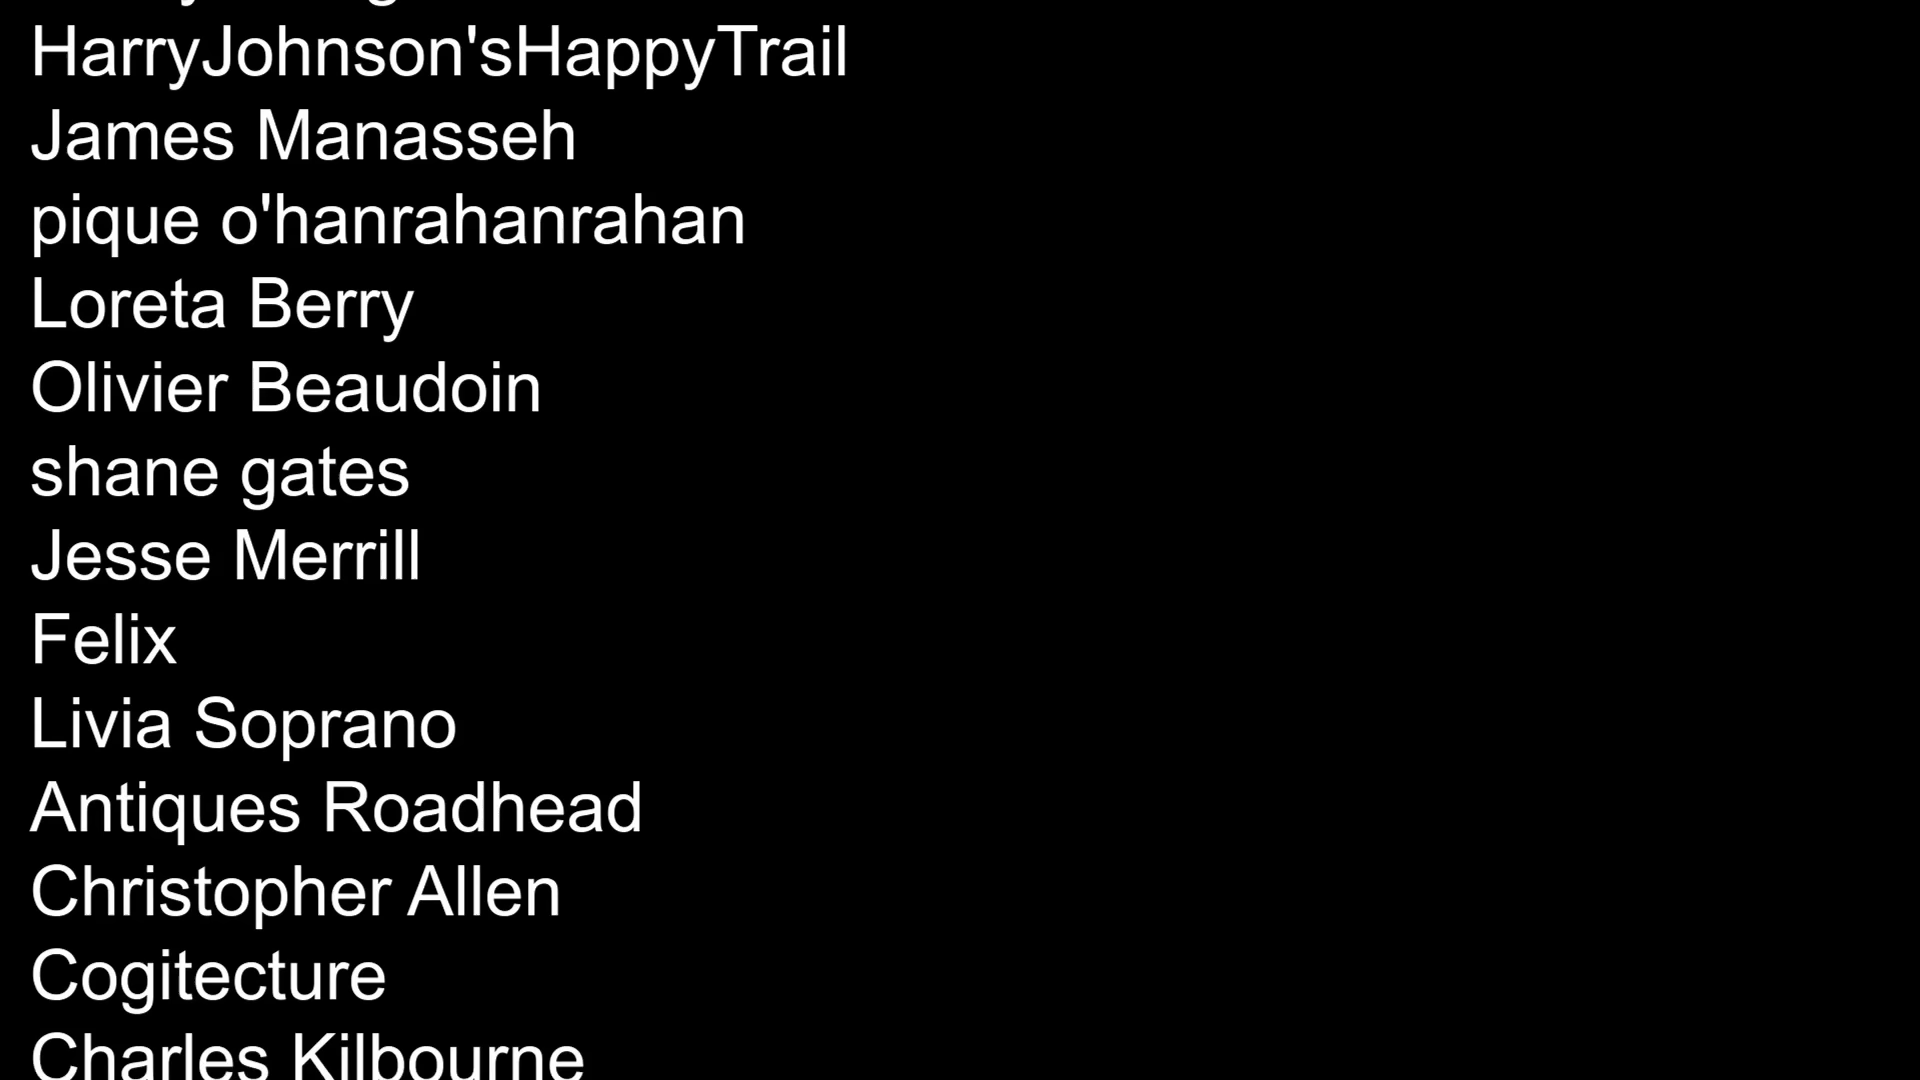 HarryJohnson'sHappyTrail
James Manasseh
pique o'hanrahanrahan
Loreta Berry
Olivier Beaudoin
shane gates
Jesse Merrill
Felix
Livia Soprano
Antiques Roadhead
Christopher Allen
Cogitecture
Charles Kilbourne